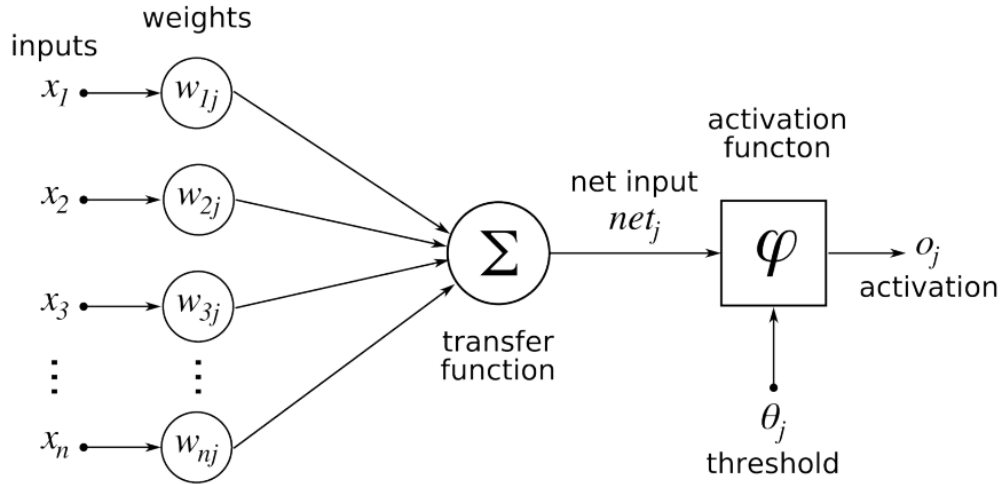 weights
inputs
x1
w1j
x2
w2j
x3
w3j
⋮
⋮
xn
wnj
Σ
transfer
function
net input
netj
activation
functon
φ
oj
activation
θj
threshold